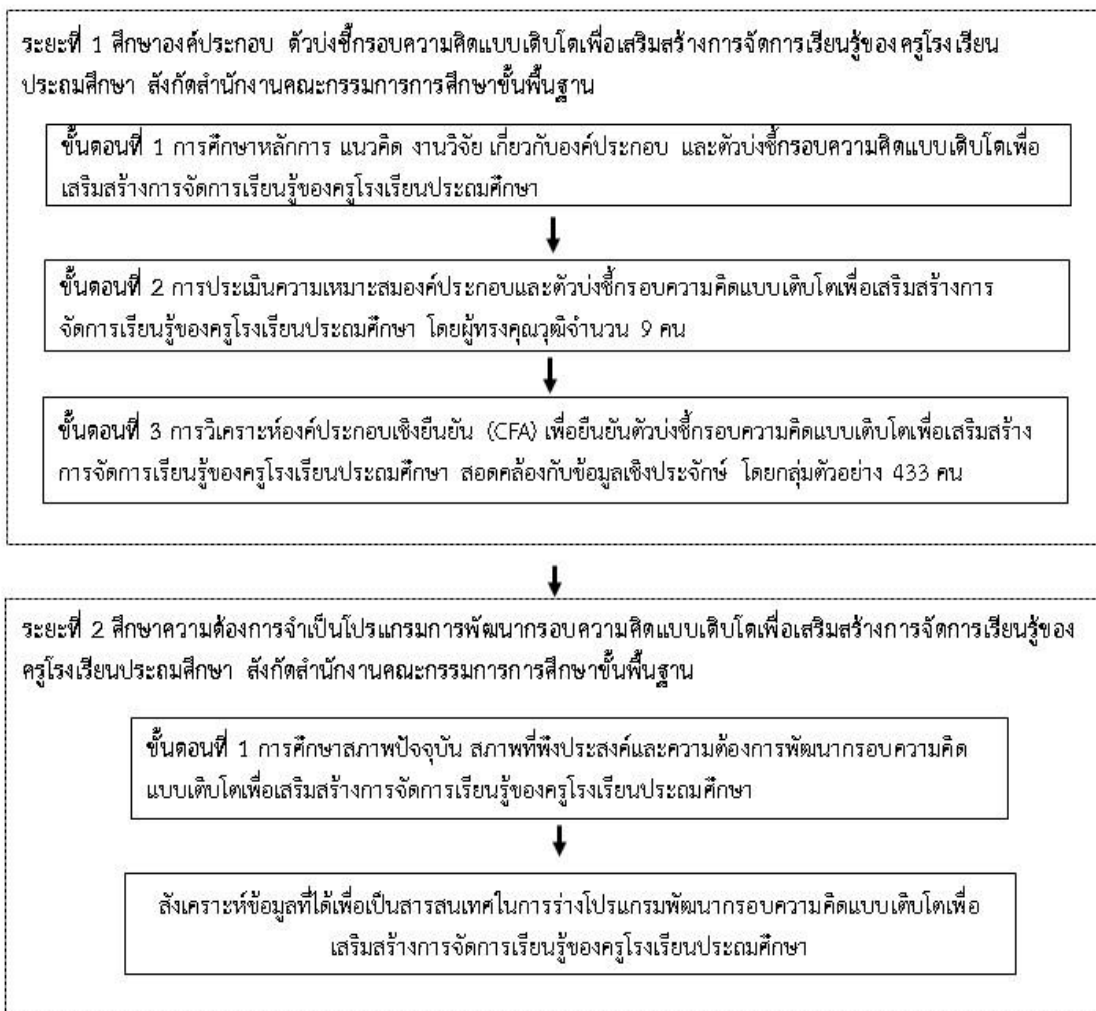 ระยะที่ 1 ศึกษาองค์ประกอบ ตัวบ่งชี้กรอบความคิดแบบเติบโตเพื่อเสริมสร้างการจัดการเรียนรู้ของครูโรงเรียน
ประถมศึกษา สังกัดสำนักงานคณะกรรมการการศึกษาขั้นพื้นฐาน
ขั้นตอนที่ 1 การศึกษาหลักการ แนวคิด งานวิจัย เกี่ยวกับองค์ประกอบ และตัวบ่งชี้กรอบความคิดแบบเติบโตเพื่อ
เสริมสร้างการจัดการเรียนรู้ของครูโรงเรียนประถมศึกษา
ขั้นตอนที่ 2 การประเมินความเหมาะสมองค์ประกอบและตัวบ่งชี้กรอบความคิดแบบเติบโตเพื่อเสริมสร้างการ
จัดการเรียนรู้ของครูโรงเรียนประถมศึกษา โดยผู้ทรงคุณวุฒิจำนวน 9 คน
ขั้นตอนที่ 3 การวิเคราะห์องค์ประกอบเชิงยืนยัน (CFA) เพื่อยืนยันตัวบ่งชี้กรอบความคิดแบบเติบโตเพื่อเสริมสร้าง
การจัดการเรียนรู้ของครูโรงเรียนประถมศึกษา สอดคล้องกับข้อมูลเชิงประจักษ์ โดยกลุ่มตัวอย่าง 433 คน
ระยะที่ 2 ศึกษาความต้องการจำเป็นโปรแกรมการพัฒนากรอบความคิดแบบเติบโตเพื่อเสริมสร้างการจัดการเรียนรู้ของ
ครูโรงเรียนประถมศึกษา สังกัดสำนักงานคณะกรรมการการศึกษาขั้นพื้นฐาน
ขั้นตอนที่ 1 การศึกษาสภาพปัจจุบัน สภาพที่พึงประสงค์และความต้องการพัฒนากรอบความคิด
แบบเติบโตเพื่อเสริมสร้างการจัดการเรียนรู้ของครูโรงเรียนประถมศึกษา
สังเคราะห์ข้อมูลที่ได้เพื่อเป็นสารสนเทศในการร่างโปรแกรมพัฒนากรอบความคิดแบบเติบโตเพื่อ
เสริมสร้างการจัดการเรียนรู้ของครูโรงเรียนประถมศึกษา